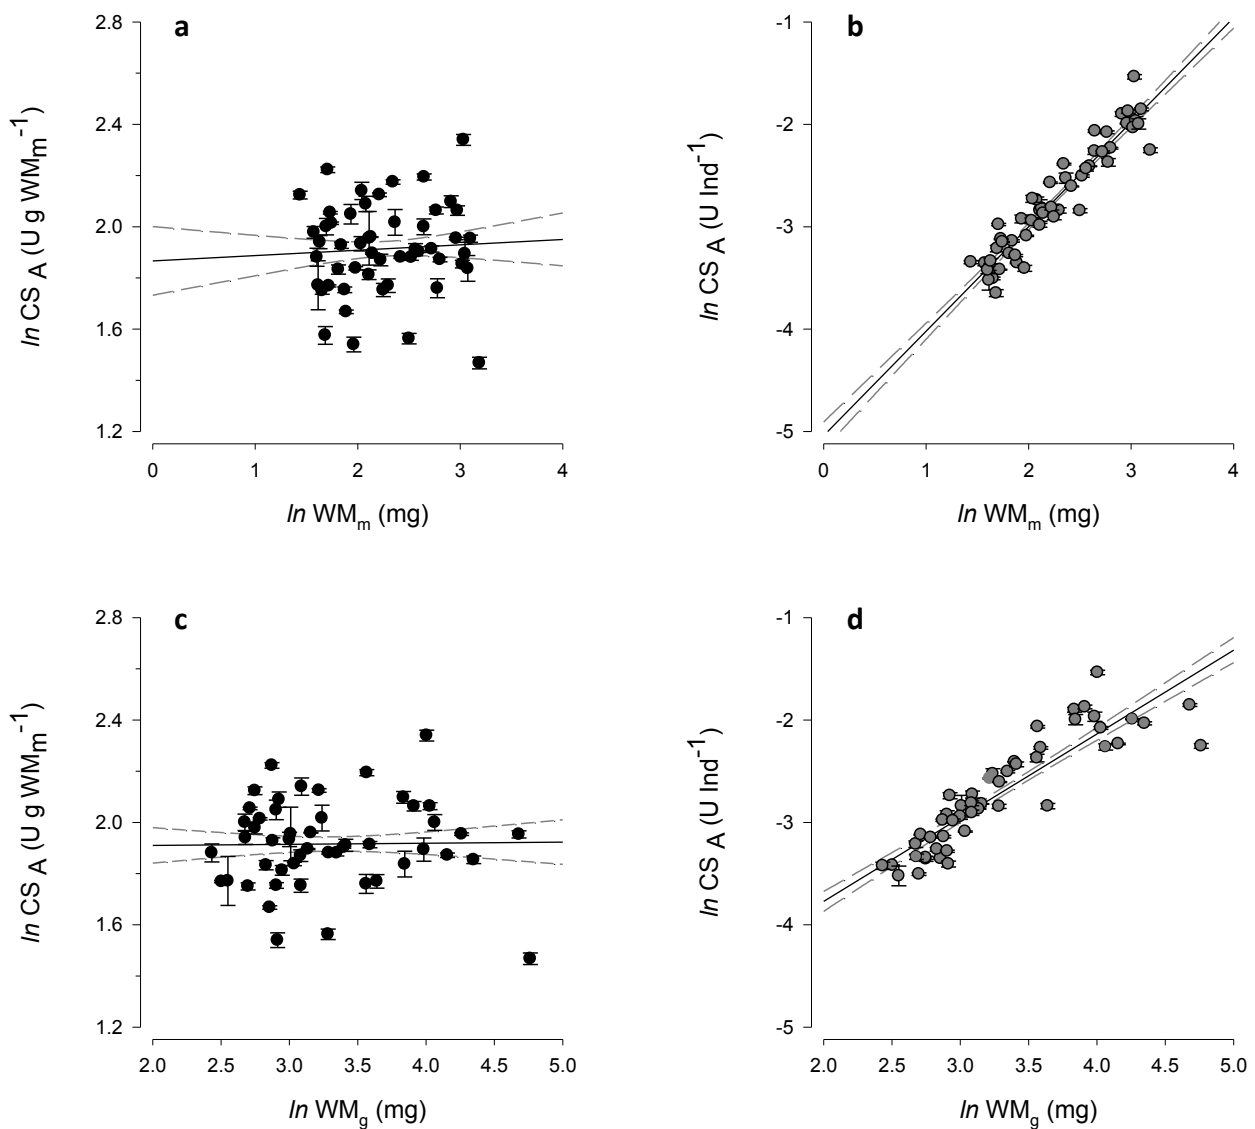 a
2.8
2.4
2.0
1.6
1.2
ln CS A (U g WMm-1)
0 1 2 3 4
ln WMm (mg)
b
-1
-2
-3
-4
-5
ln CS A (U Ind-1)
0 1 2 3 4
ln WMm (mg)
c
2.8
2.4
2.0
1.6
1.2
ln CS A (U g WMm-1)
2.0 2.5 3.0 3.5 4.0 4.5 5.0
ln WMg (mg)
d
-1
-2
-3
-4
-5
ln CS A (U Ind-1)
2.0 2.5 3.0 3.5 4.0 4.5 5.0
ln WMg (mg)